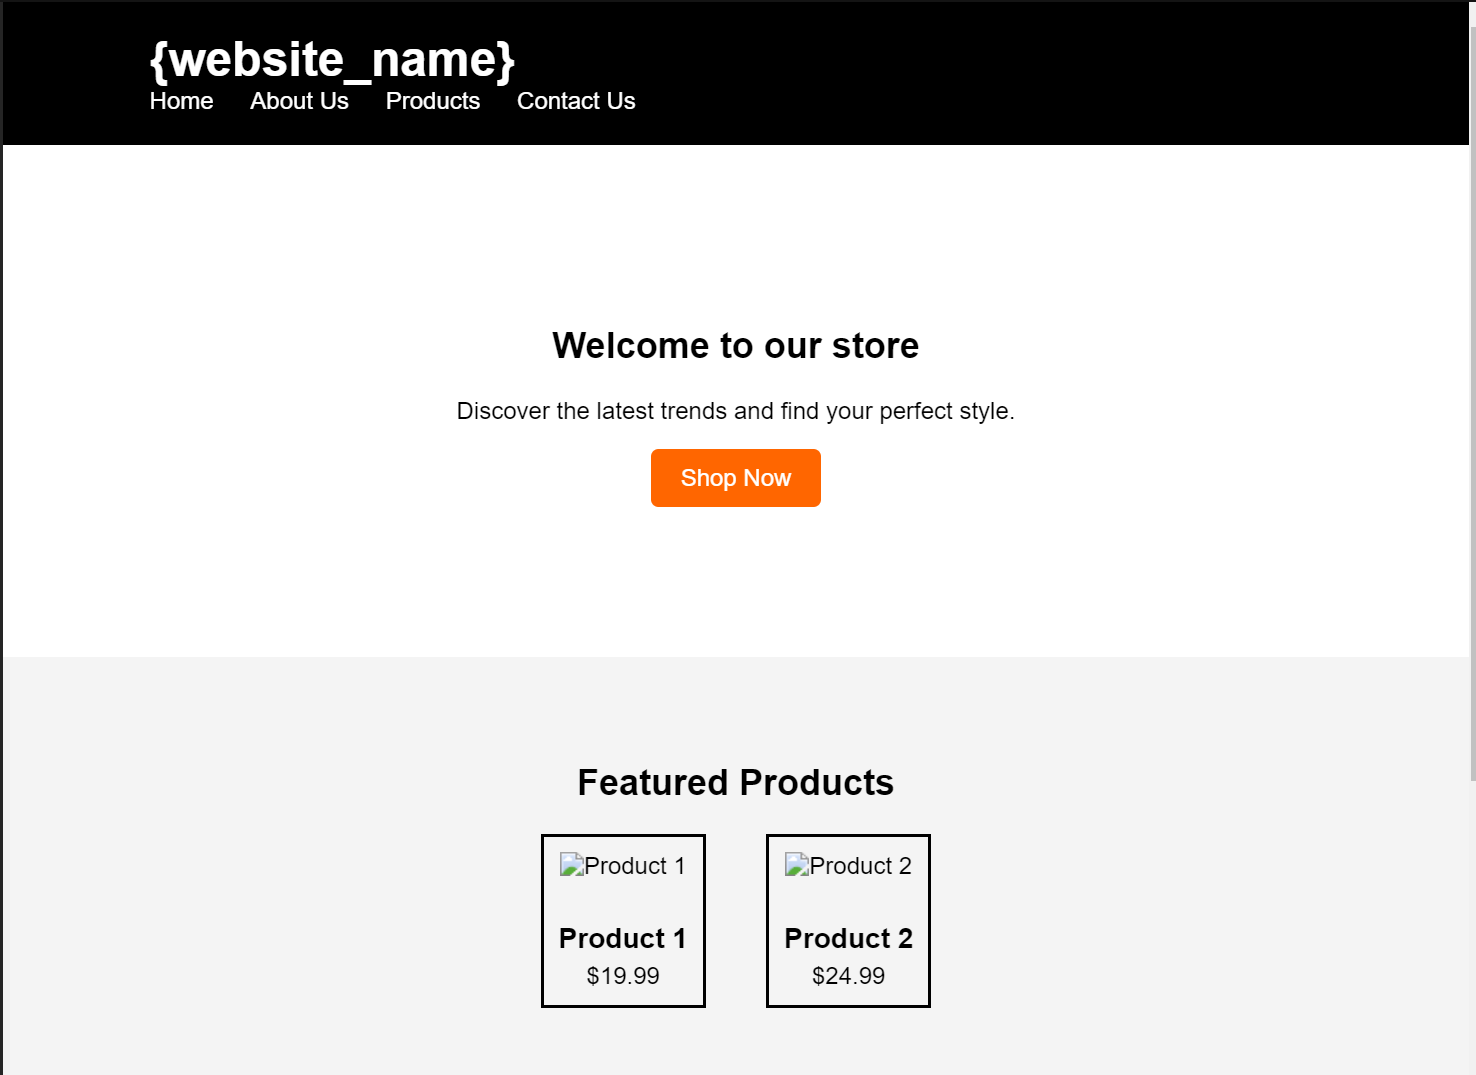 {website_name}
Home About Us Products Contact Us
Welcome to our store
Discover the latest trends and find your perfect style.
Shop Now
Featured Products
Product 1 Product 2
Product 1 Product 2
$19.99 $24.99